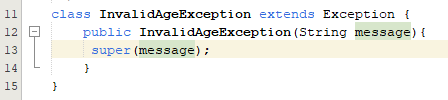 11 class InvalidAgeException extends Exception {
12 public InvalidAgeException(String message){
13 super(message);
14 }
15 }